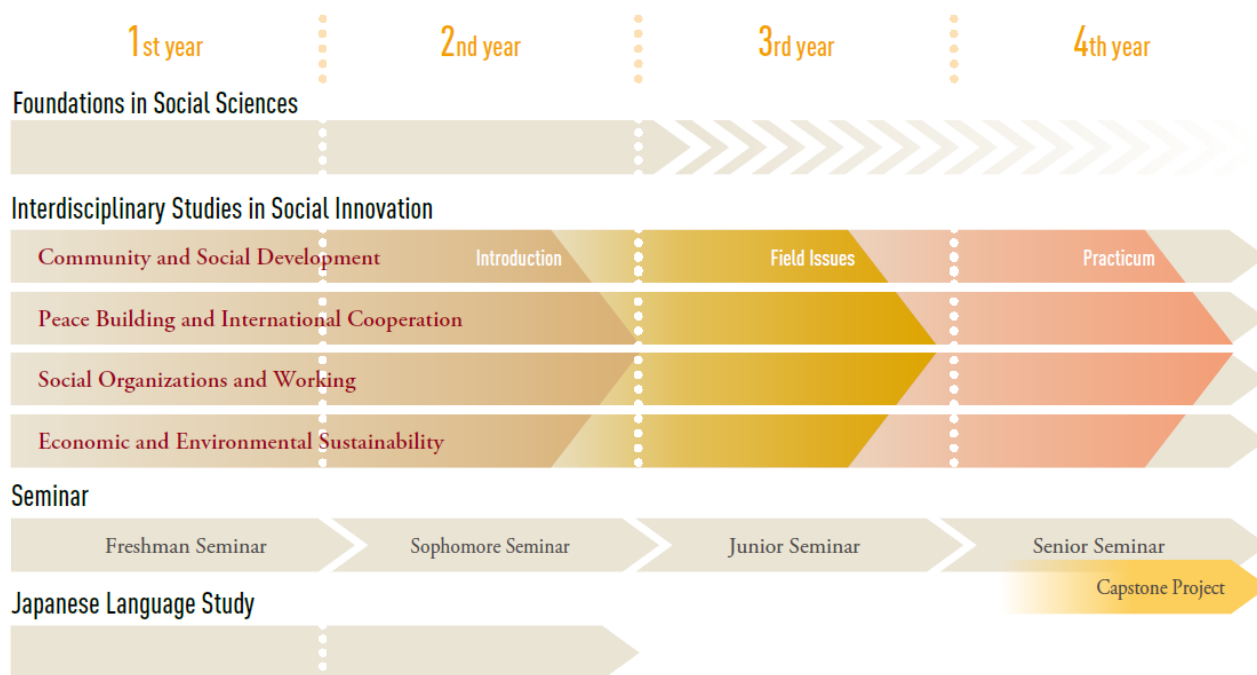 1st year
2nd year
3rd year
4th year
Foundations in Social Sciences
Interdisciplinary Studies in Social Innovation
Community and Social Development
Introduction
Field Issues
Practicum
Peace Building and International Cooperation
Social Organizations and Working
Economic and Environmental Sustainability
Seminar
Freshman Seminar
Sophomore Seminar
Junior Seminar
Senior Seminar
Capstone Project
Japanese Language Study